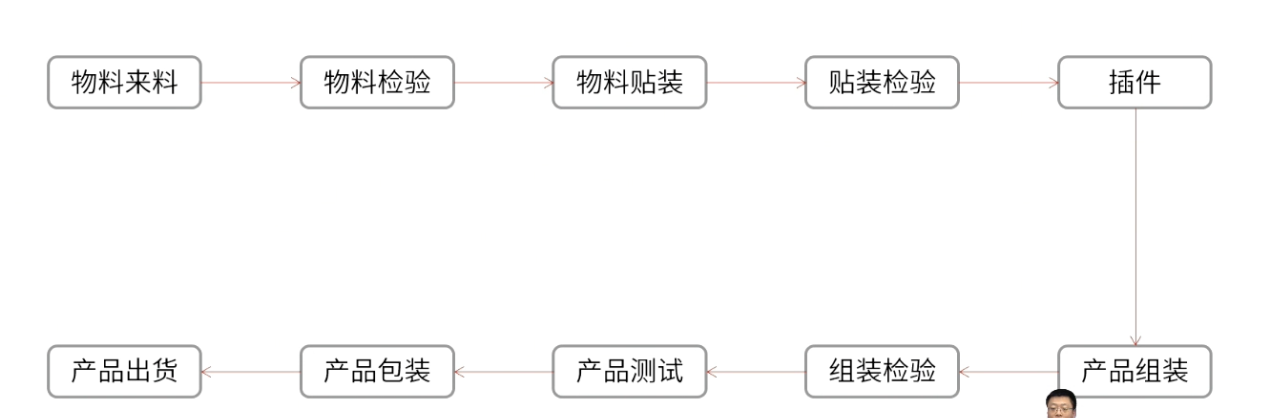 物料来料
物料检验
物料贴装
贴装检验
插件
产品组装
组装检验
产品测试
产品包装
产品出货